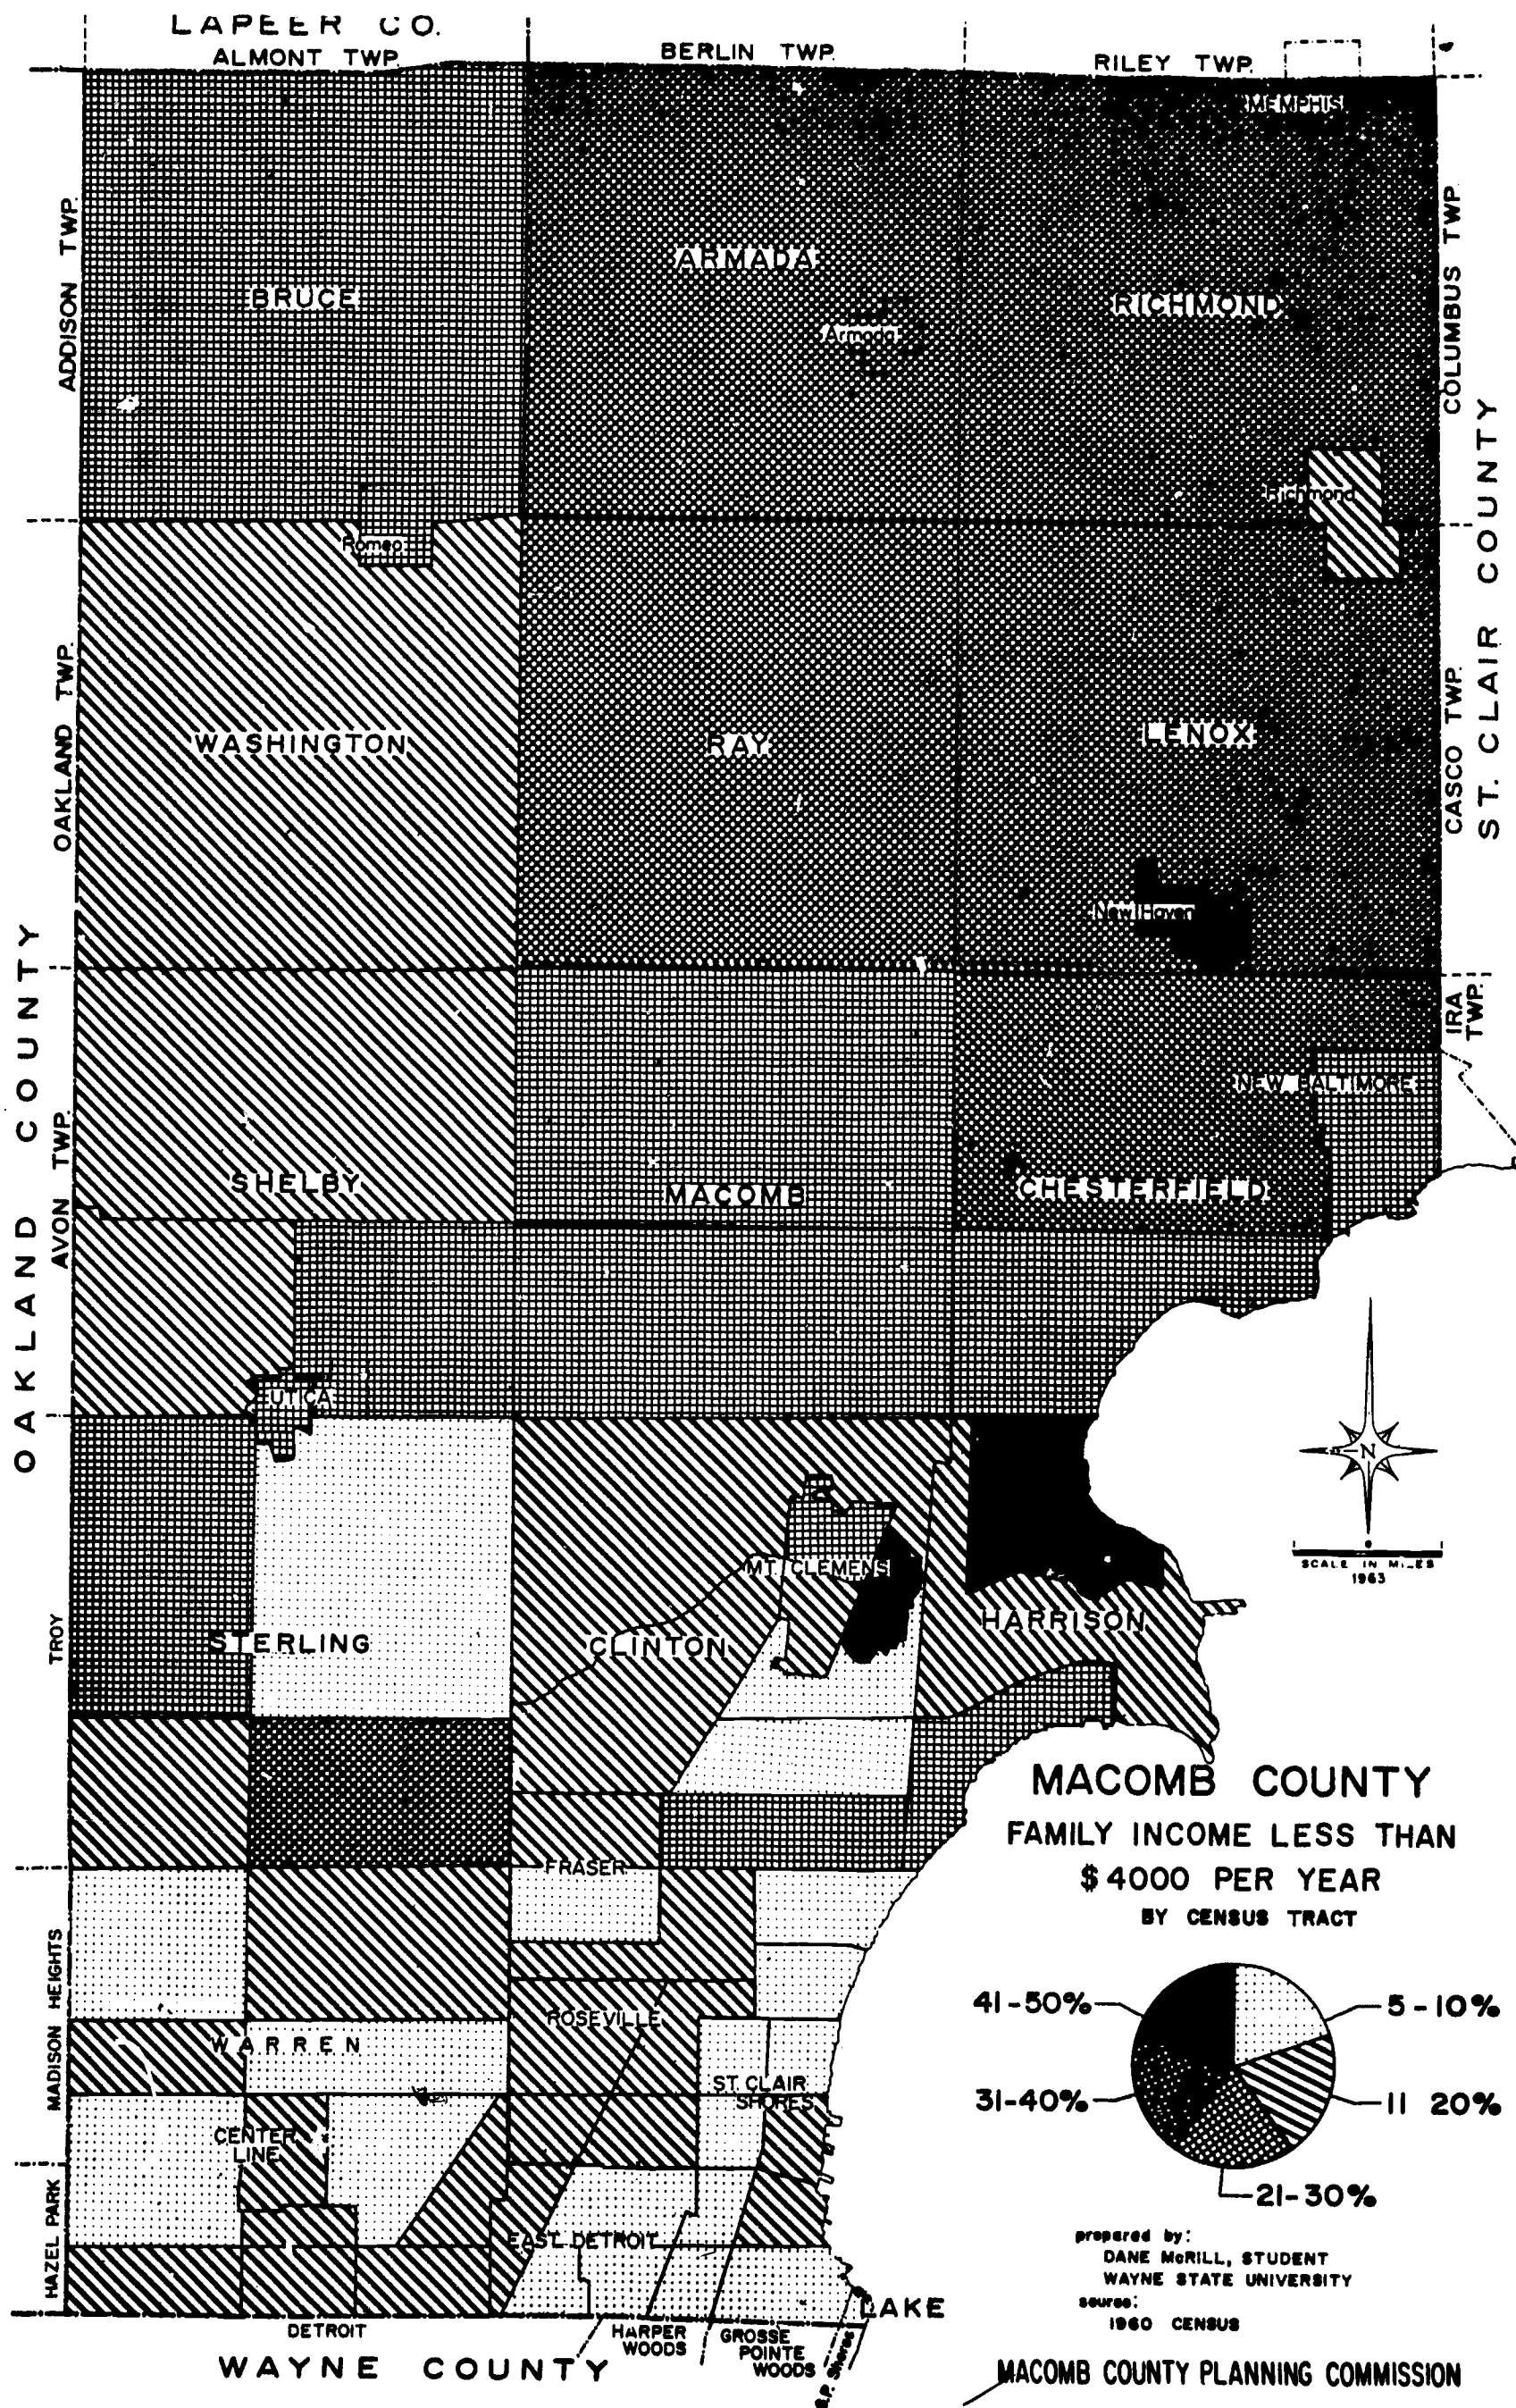 LAPEER CO.
ALMONT TWP.
BERLIN TWP.
RILEY TWP.
MEMPHIS
ADDISON TWP.
COLUMBUS TWP
BRUCE
ARMADA
Armada
RICHMOND
Richmond
Romeo
ST. CLAIR COUNTY
OAKLAND TWP.
WASHINGTON
RAY
LENOX
CASCO TWP.
New Haven
OAKLAND COUNTY
IRA
TWP.
NEW BALTIMORE
AVON TWP.
SHELBY
MACOMB
CHESTERFIELD
UTICA
N
SCALE IN MILES
1963
MT. CLEMENS
TROY
STERLING
CLINTON
HARRISON
MACOMB COUNTY
FAMILY INCOME LESS THAN
$4000 PER YEAR
BY CENSUS TRACT
FRASER
MADISON HEIGHTS
ROSEVILLE
WARREN
ST. CLAIR
SHORES
CENTER
LINE
41-50%
5-10%
31-40%
11 20%
21-30%
HAZEL PARK
EAST DETROIT
prepared by:
DANE McRILL, STUDENT
WAYNE STATE UNIVERSITY
source:
1960 CENSUS
LAKE
DETROIT
HARPER
WOODS
GROSSE
POINTE
WOODS
G.P. Shores
WAYNE COUNTY
MACOMB COUNTY PLANNING COMMISSION